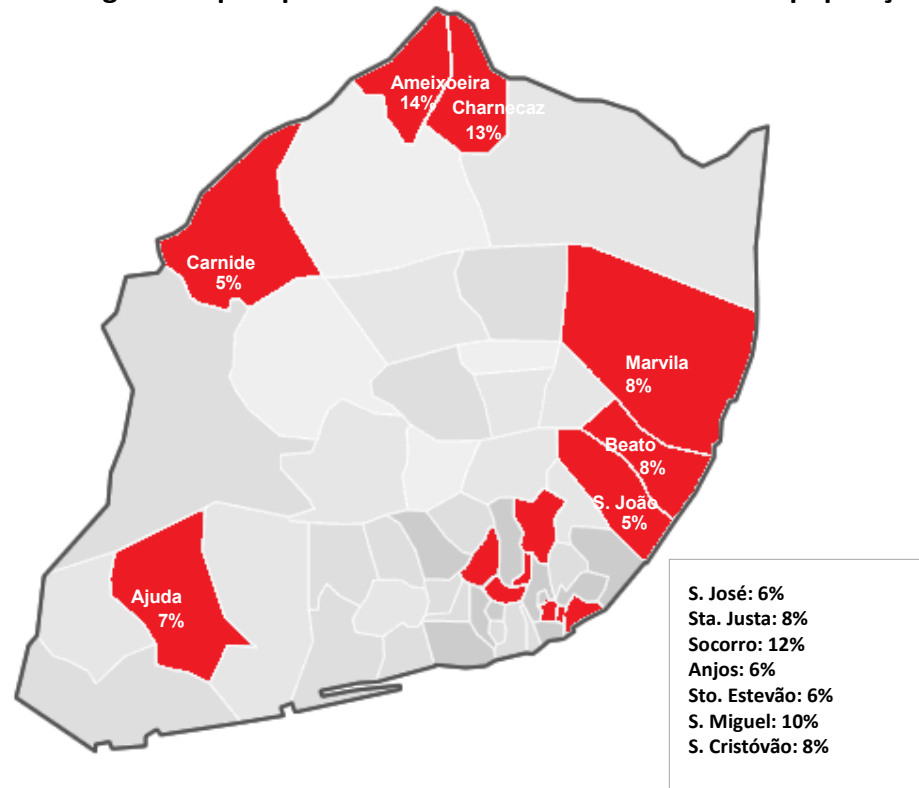 Ameixoeira
14%
Charnecaz
13%
Carnide
5%
Marvila
8%
Beato
8%
S. João
5%
Ajuda
7%
S. José: 6%
Sta. Justa: 8%
Socorro: 12%
Anjos: 6%
Sto. Estevão: 6%
S. Miguel: 10%
S. Cristóvão: 8%